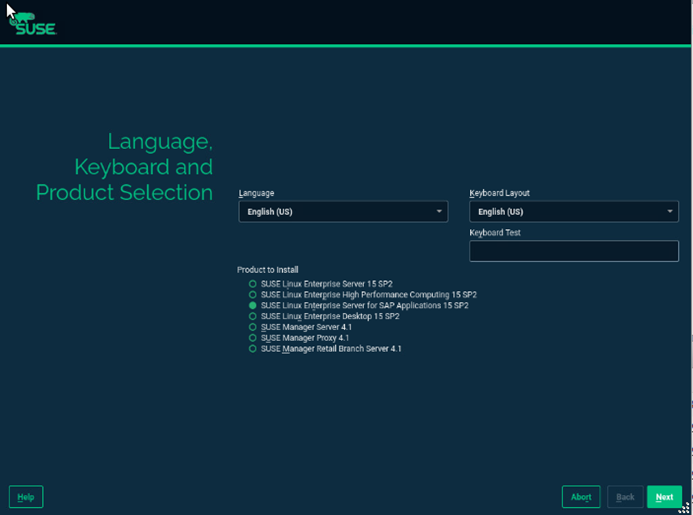 SUSE
Language,
Keyboard and
Product Selection
Language
English (US)
Keyboard Layout
English (US)
Keyboard Test
Product to Install
SUSE Linux Enterprise Server 15 SP2
SUSE Linux Enterprise High Performance Computing 15 SP2
SUSE Linux Enterprise Server for SAP Applications 15 SP2
SUSE Linux Enterprise Desktop 15 SP2
SUSE Manager Server 4.1
SUSE Manager Proxy 4.1
SUSE Manager Retail Branch Server 4.1
Help
Abort
Back
Next